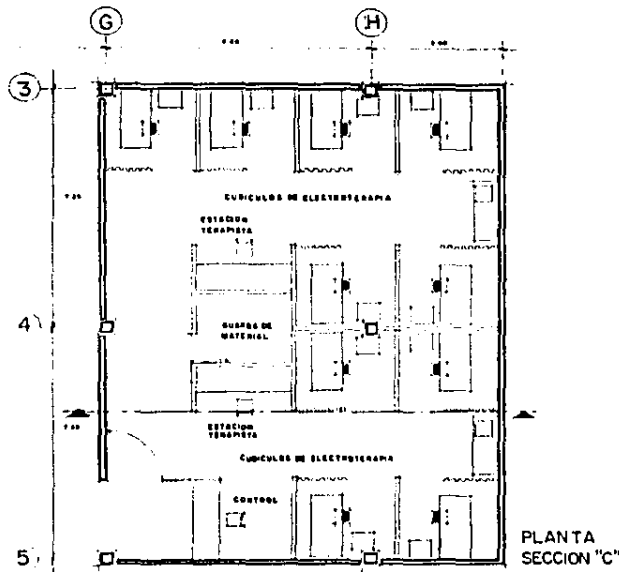 G
H
3
CUBICULOS DE ELECTROTERAPIA
ESTACION
TERAPISTA
4
GUARDA DE
MATERIAL
ESTACION
TERAPISTA
CUBICULOS DE ELECTROTERAPIA
CONTROL
5
PLANTA
SECCION "C"